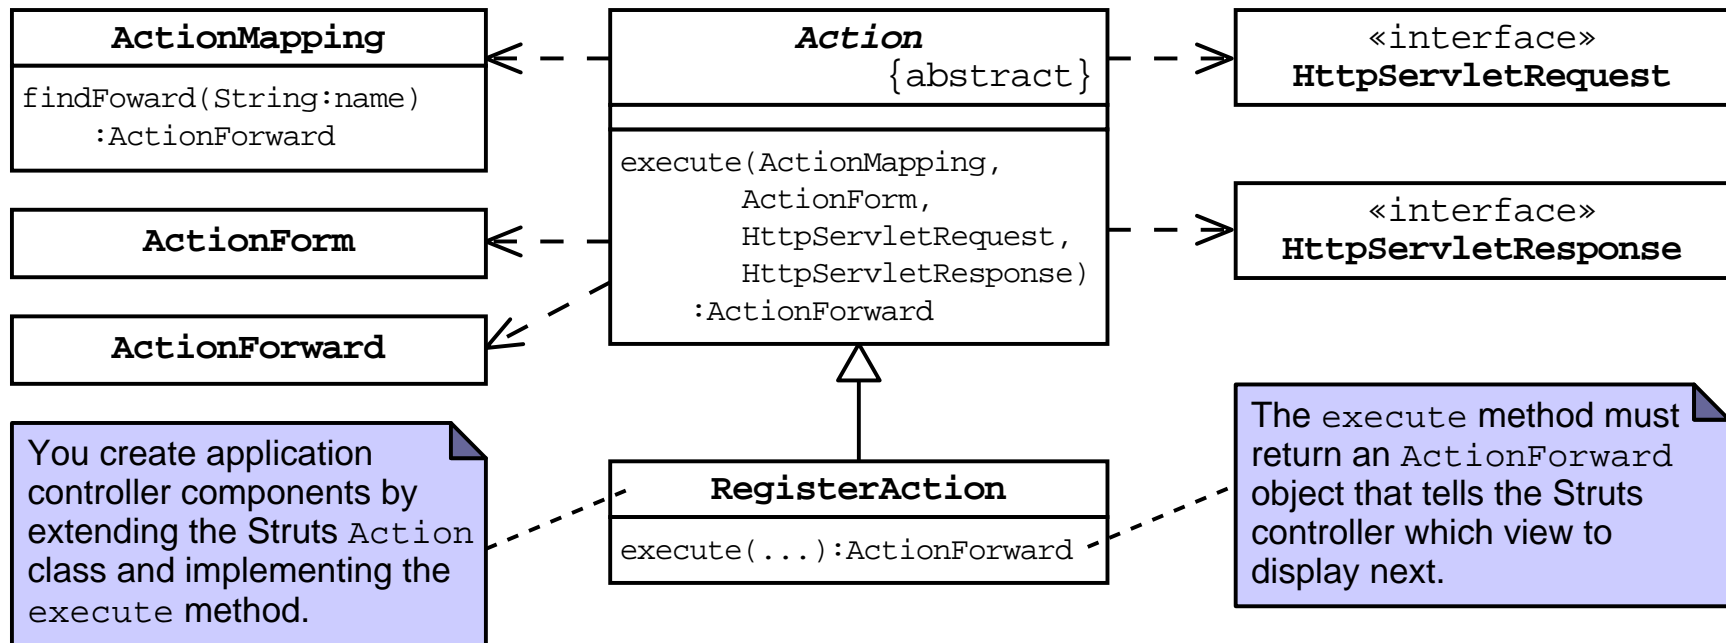 ActionMapping
findFoward(String:name)
:ActionForward
ActionForm
ActionForward
Action
{abstract}
execute(ActionMapping,
ActionForm,
HttpServletRequest,
HttpServletResponse)
:ActionForward
«interface»
HttpServletRequest
«interface»
HttpServletResponse
You create application
controller components by
extending the Struts Action
class and implementing the
execute method.
RegisterAction
execute(...):ActionForward
The execute method must
return an ActionForward
object that tells the Struts
controller which view to
display next.